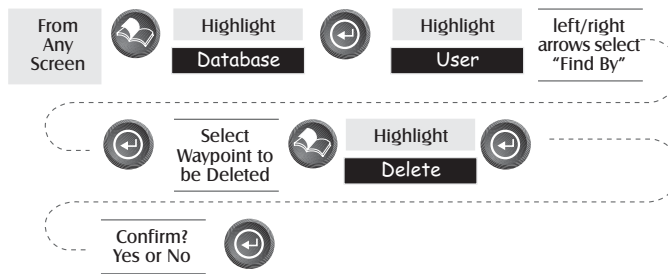 From
Any
Screen
Highlight
Database
Highlight
User
left/right
arrows select
“Find By”
Select
Waypoint to
be Deleted
Highlight
Delete
Confirm?
Yes or No